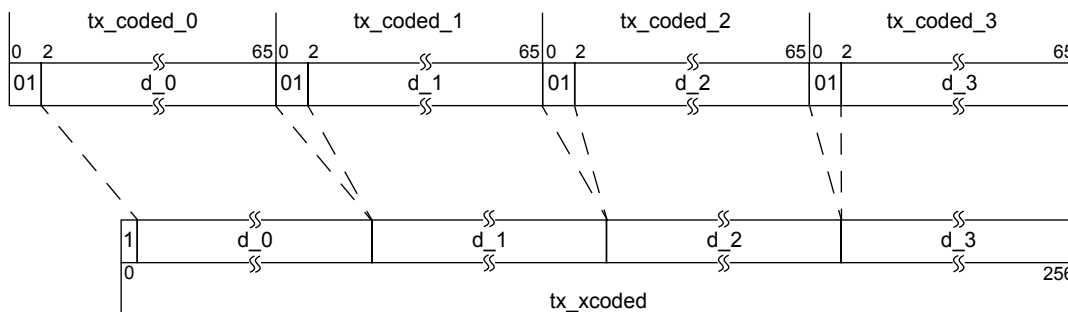 tx_coded_0 tx_coded_1 tx_coded_2 tx_coded_3
0 2 65 0 2 65 0 2 65 0 2 65
01 d_0 01 d_1 01 d_2 01 d_3
1 d_0 d_1 d_2 d_3
0 256
tx_xcoded